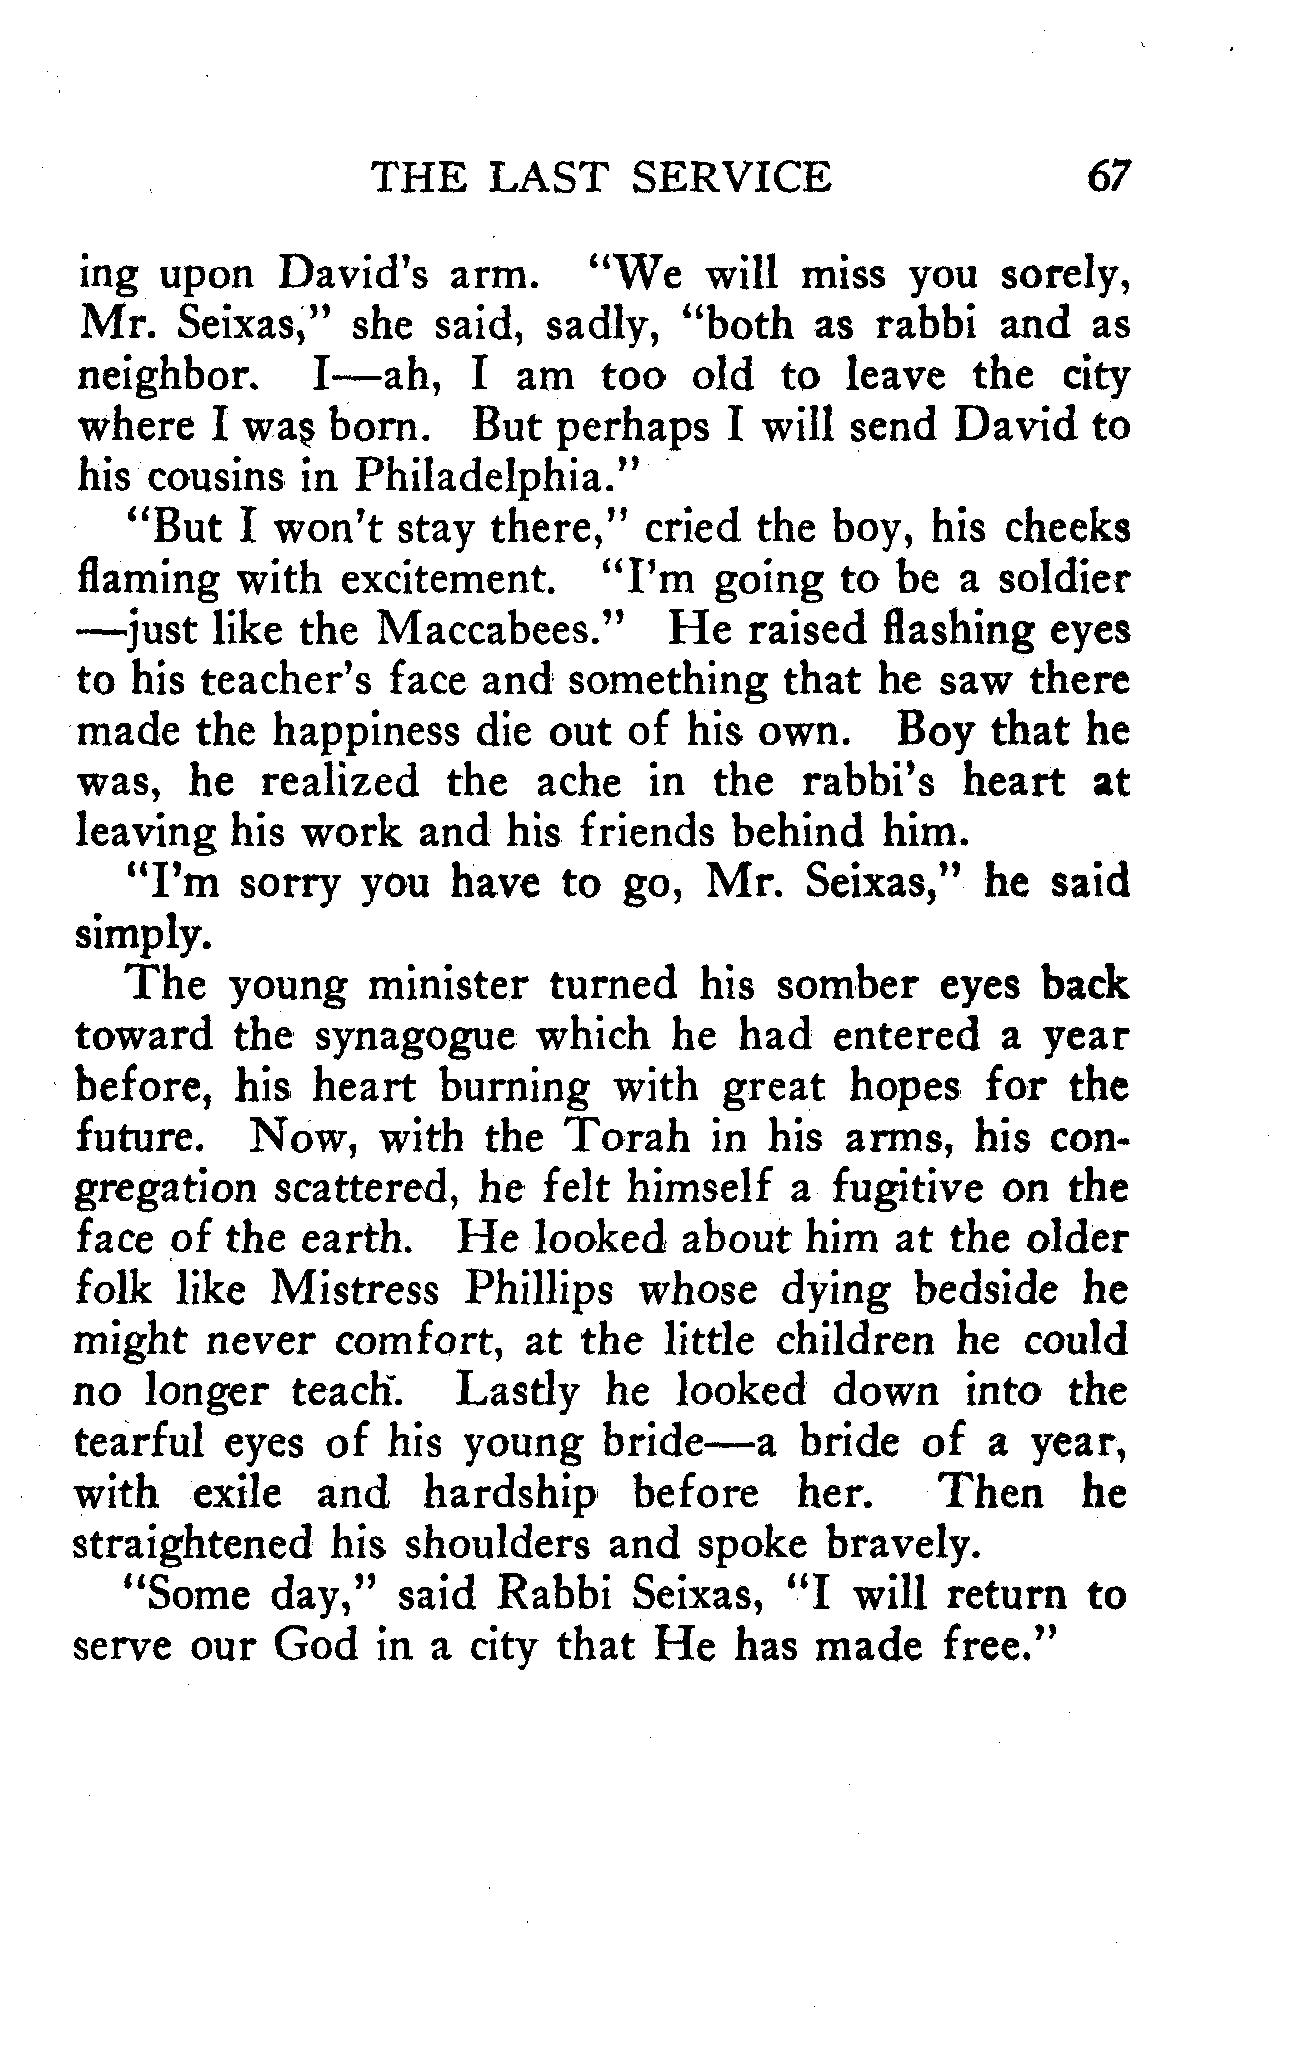 THE LAST SERVICE 67
ing upon David's arm. "We will miss you sorely,
Mr. Seixas," she said, sadly, "both as rabbi and as
neighbor. I—ah, I am too old to leave the city
where I was born. But perhaps I will send David to
his cousins in Philadelphia."
"But I won't stay there," cried the boy, his cheeks
flaming with excitement. "I'm going to be a soldier
—just like the Maccabees." He raised flashing eyes
to his teacher's face and something that he saw there
made the happiness die out of his own. Boy that he
was, he realized the ache in the rabbi's heart at
leaving his work and his friends behind him.
"I'm sorry you have to go, Mr. Seixas," he said
simply.
The young minister turned his somber eyes back
toward the synagogue which he had entered a year
before, his heart burning with great hopes for the
future. Now, with the Torah in his arms, his con-
gregation scattered, he felt himself a fugitive on the
face of the earth. He looked about him at the older
folk like Mistress Phillips whose dying bedside he
might never comfort, at the little children he could
no longer teach. Lastly he looked down into the
tearful eyes of his young bride—a bride of a year,
with exile and hardship before her. Then he
straightened his shoulders and spoke bravely.
"Some day," said Rabbi Seixas, "I will return to
serve our God in a city that He has made free."